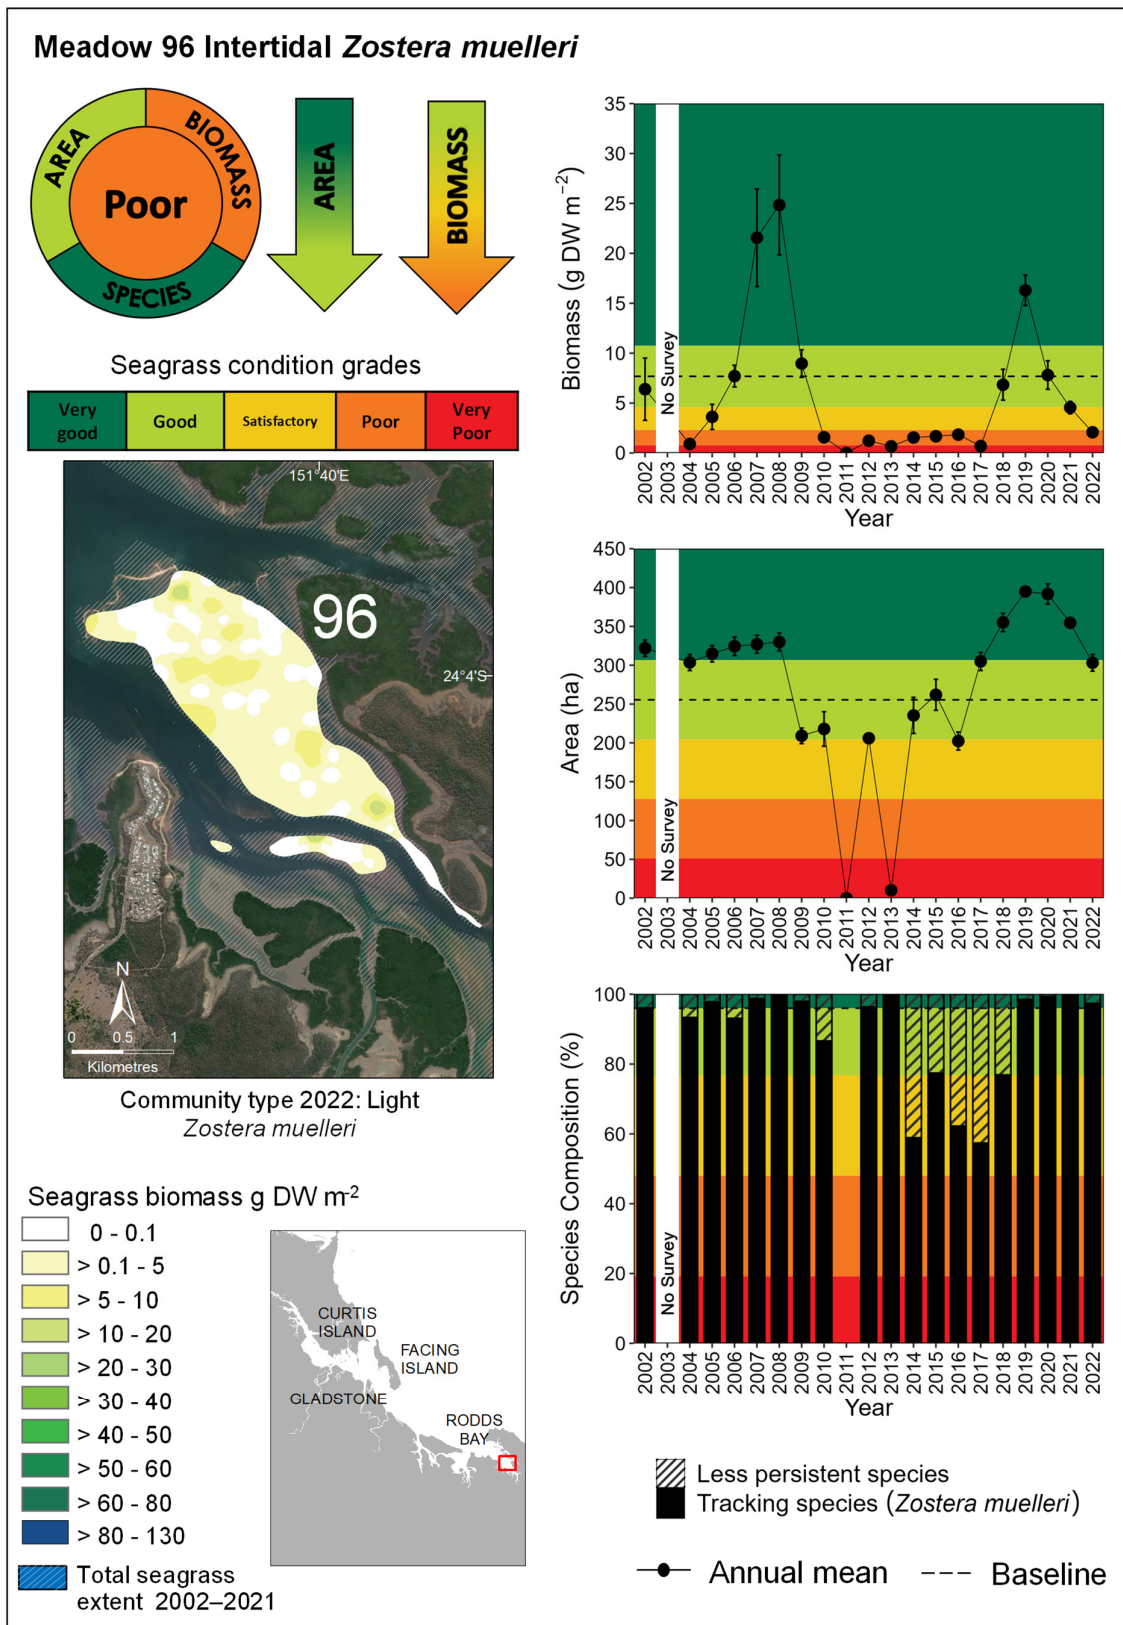 Meadow 96 Intertidal Zostera muelleri
AREA
BIOMASS
SPECIES
Poor
AREA
BIOMASS
Seagrass condition grades
Very good
Good
Satisfactory
Poor
Very Poor
151°40'E
96
24°4'S
N
0 0.5 1
Kilometres
Community type 2022: Light
Zostera muelleri
Seagrass biomass g DW m-2
0 - 0.1
> 0.1 - 5
> 5 - 10
> 10 - 20
> 20 - 30
> 30 - 40
> 40 - 50
> 50 - 60
> 60 - 80
> 80 - 130
Total seagrass
extent 2002–2021
CURTIS
ISLAND
FACING
ISLAND
GLADSTONE
RODDS
BAY
Biomass (g DW m−2)
35
30
25
20
15
10
5
0
No Survey
2002 2003 2004 2005 2006 2007 2008 2009 2010 2011 2012 2013 2014 2015 2016 2017 2018 2019 2020 2021 2022
Year
Area (ha)
450
400
350
300
250
200
150
100
50
0
No Survey
2002 2003 2004 2005 2006 2007 2008 2009 2010 2011 2012 2013 2014 2015 2016 2017 2018 2019 2020 2021 2022
Year
Species Composition (%)
100
80
60
40
20
0
No Survey
2002 2003 2004 2005 2006 2007 2008 2009 2010 2011 2012 2013 2014 2015 2016 2017 2018 2019 2020 2021 2022
Year
Less persistent species
Tracking species (Zostera muelleri)
Annual mean
Baseline